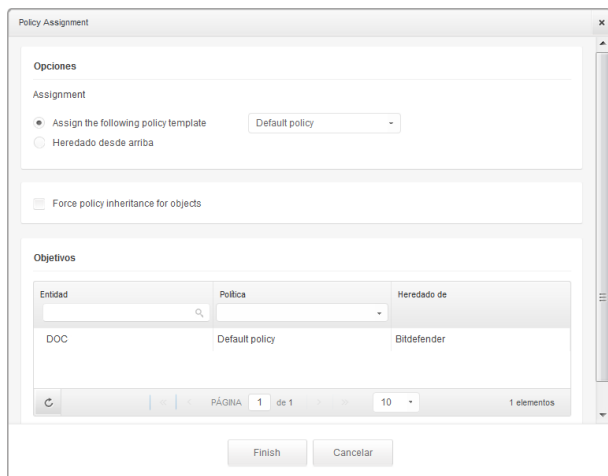 Policy Assignment
Opciones
Assignment
Assign the following policy template
Default policy
Heredado desde arriba
Force policy inheritance for objects
Objetivos
Entidad Política Heredado de
DOC Default policy Bitdefender
PÁGINA 1 de 1 10 1 elementos
Finish Cancelar